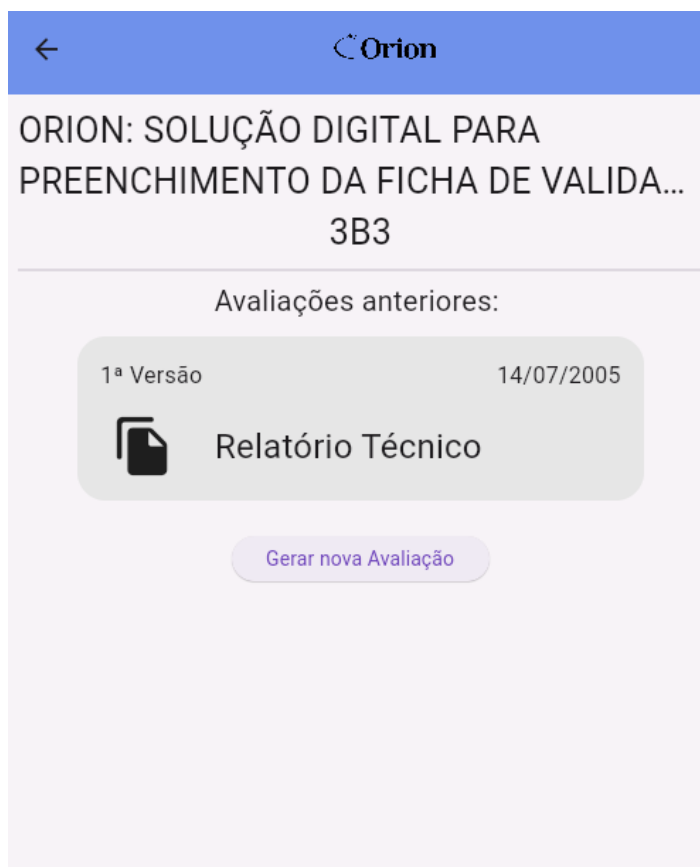 Orion
ORION: SOLUÇÃO DIGITAL PARA
PREENCHIMENTO DA FICHA DE VALIDA...
3B3
Avaliações anteriores:
1ª Versão 14/07/2005
Relatório Técnico
Gerar nova Avaliação